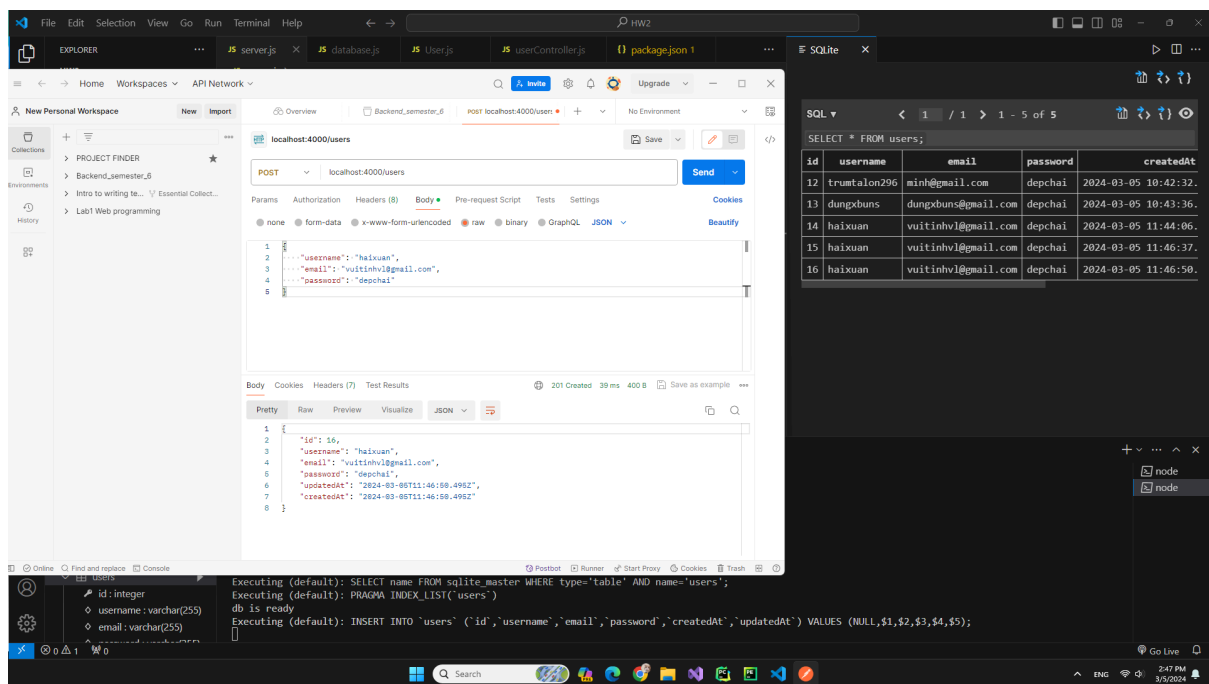 File Edit Selection View Go Run Terminal Help
HW2
EXPLORER
JS server.js
JS database.js
JS User.js
JS userController.js
{} package.json 1
SQLite
Home Workspaces API Network
Invite
Upgrade
New Personal Workspace New Import
Overview
Backend_semester_6
POST localhost:4000/users
No Environment
Collections
Environments
History
PROJECT FINDER
Backend_semester_6
Intro to writing te... Essential Collect...
Lab1 Web programming
localhost:4000/users
Save
POST localhost:4000/users
Send
Params Authorization Headers (8) Body Pre-request Script Tests Settings Cookies
none form-data x-www-form-urlencoded raw binary GraphQL JSON Beautify
1 {
2 "username": "haixuan",
3 "email": "vuitinhvl@gmail.com",
4 "password": "depchai"
5 }
Body Cookies Headers (7) Test Results
201 Created 39 ms 400 B Save as example
Pretty Raw Preview Visualize JSON
1 {
2 "id": 16,
3 "username": "haixuan",
4 "email": "vuitinhvl@gmail.com",
5 "password": "depchai",
6 "updatedAt": "2024-03-05T11:46:50.495Z",
7 "createdAt": "2024-03-05T11:46:50.495Z"
8 }
Online Find and replace Console
Postbot Runner Start Proxy Cookies Trash
SQL 1 / 1 1 - 5 of 5
SELECT * FROM users;
id username email password createdAt
12 trumtalon296 minh@gmail.com depchai 2024-03-05 10:42:32.
13 dungxbuns dungxbuns@gmail.com depchai 2024-03-05 10:43:36.
14 haixuan vuitinhvl@gmail.com depchai 2024-03-05 11:44:06.
15 haixuan vuitinhvl@gmail.com depchai 2024-03-05 11:46:37.
16 haixuan vuitinhvl@gmail.com depchai 2024-03-05 11:46:50.
node
node
users
id : integer
username : varchar(255)
email : varchar(255)
Executing (default): SELECT name FROM sqlite_master WHERE type='table' AND name='users';
Executing (default): PRAGMA INDEX_LIST(`users`)
db is ready
Executing (default): INSERT INTO `users` (`id`,`username`,`email`,`password`,`createdAt`,`updatedAt`) VALUES (NULL,$1,$2,$3,$4,$5);
0 1 0
Go Live
Search
ENG
2:47 PM
3/5/2024